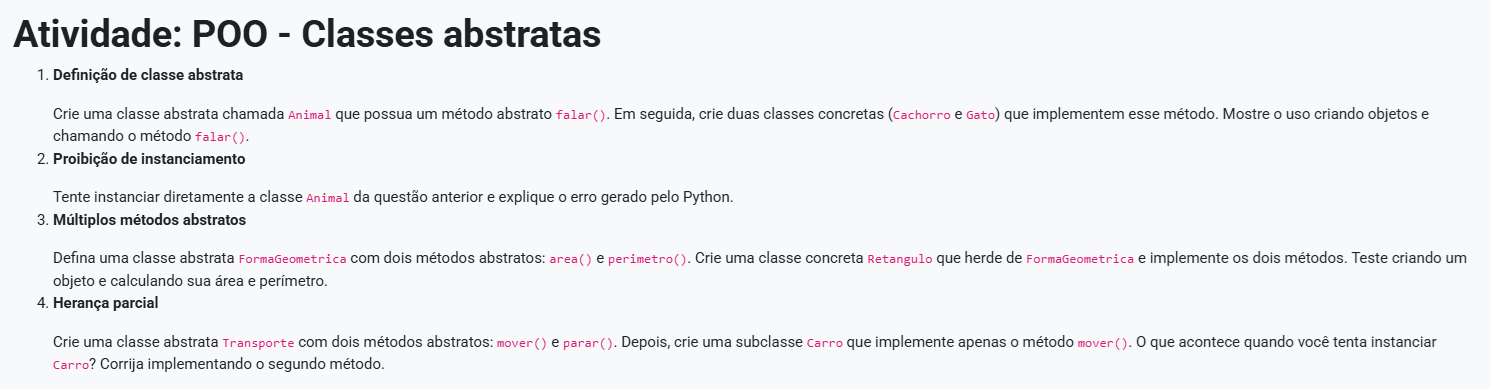 Atividade: POO - Classes abstratas
1. Definição de classe abstrata
Crie uma classe abstrata chamada Animal que possua um método abstrato falar(). Em seguida, crie duas classes concretas (Cachorro e Gato) que implementem esse método. Mostre o uso criando objetos e
chamando o método falar().
2. Proibição de instanciamento
Tente instanciar diretamente a classe Animal da questão anterior e explique o erro gerado pelo Python.
3. Múltiplos métodos abstratos
Defina uma classe abstrata FormaGeometrica com dois métodos abstratos: area() e perimetro(). Crie uma classe concreta Retangulo que herde de FormaGeometrica e implemente os dois métodos. Teste criando um
objeto e calculando sua área e perímetro.
4. Herança parcial
Crie uma classe abstrata Transporte com dois métodos abstratos: mover() e parar(). Depois, crie uma subclasse Carro que implemente apenas o método mover(). O que acontece quando você tenta instanciar
Carro? Corrija implementando o segundo método.